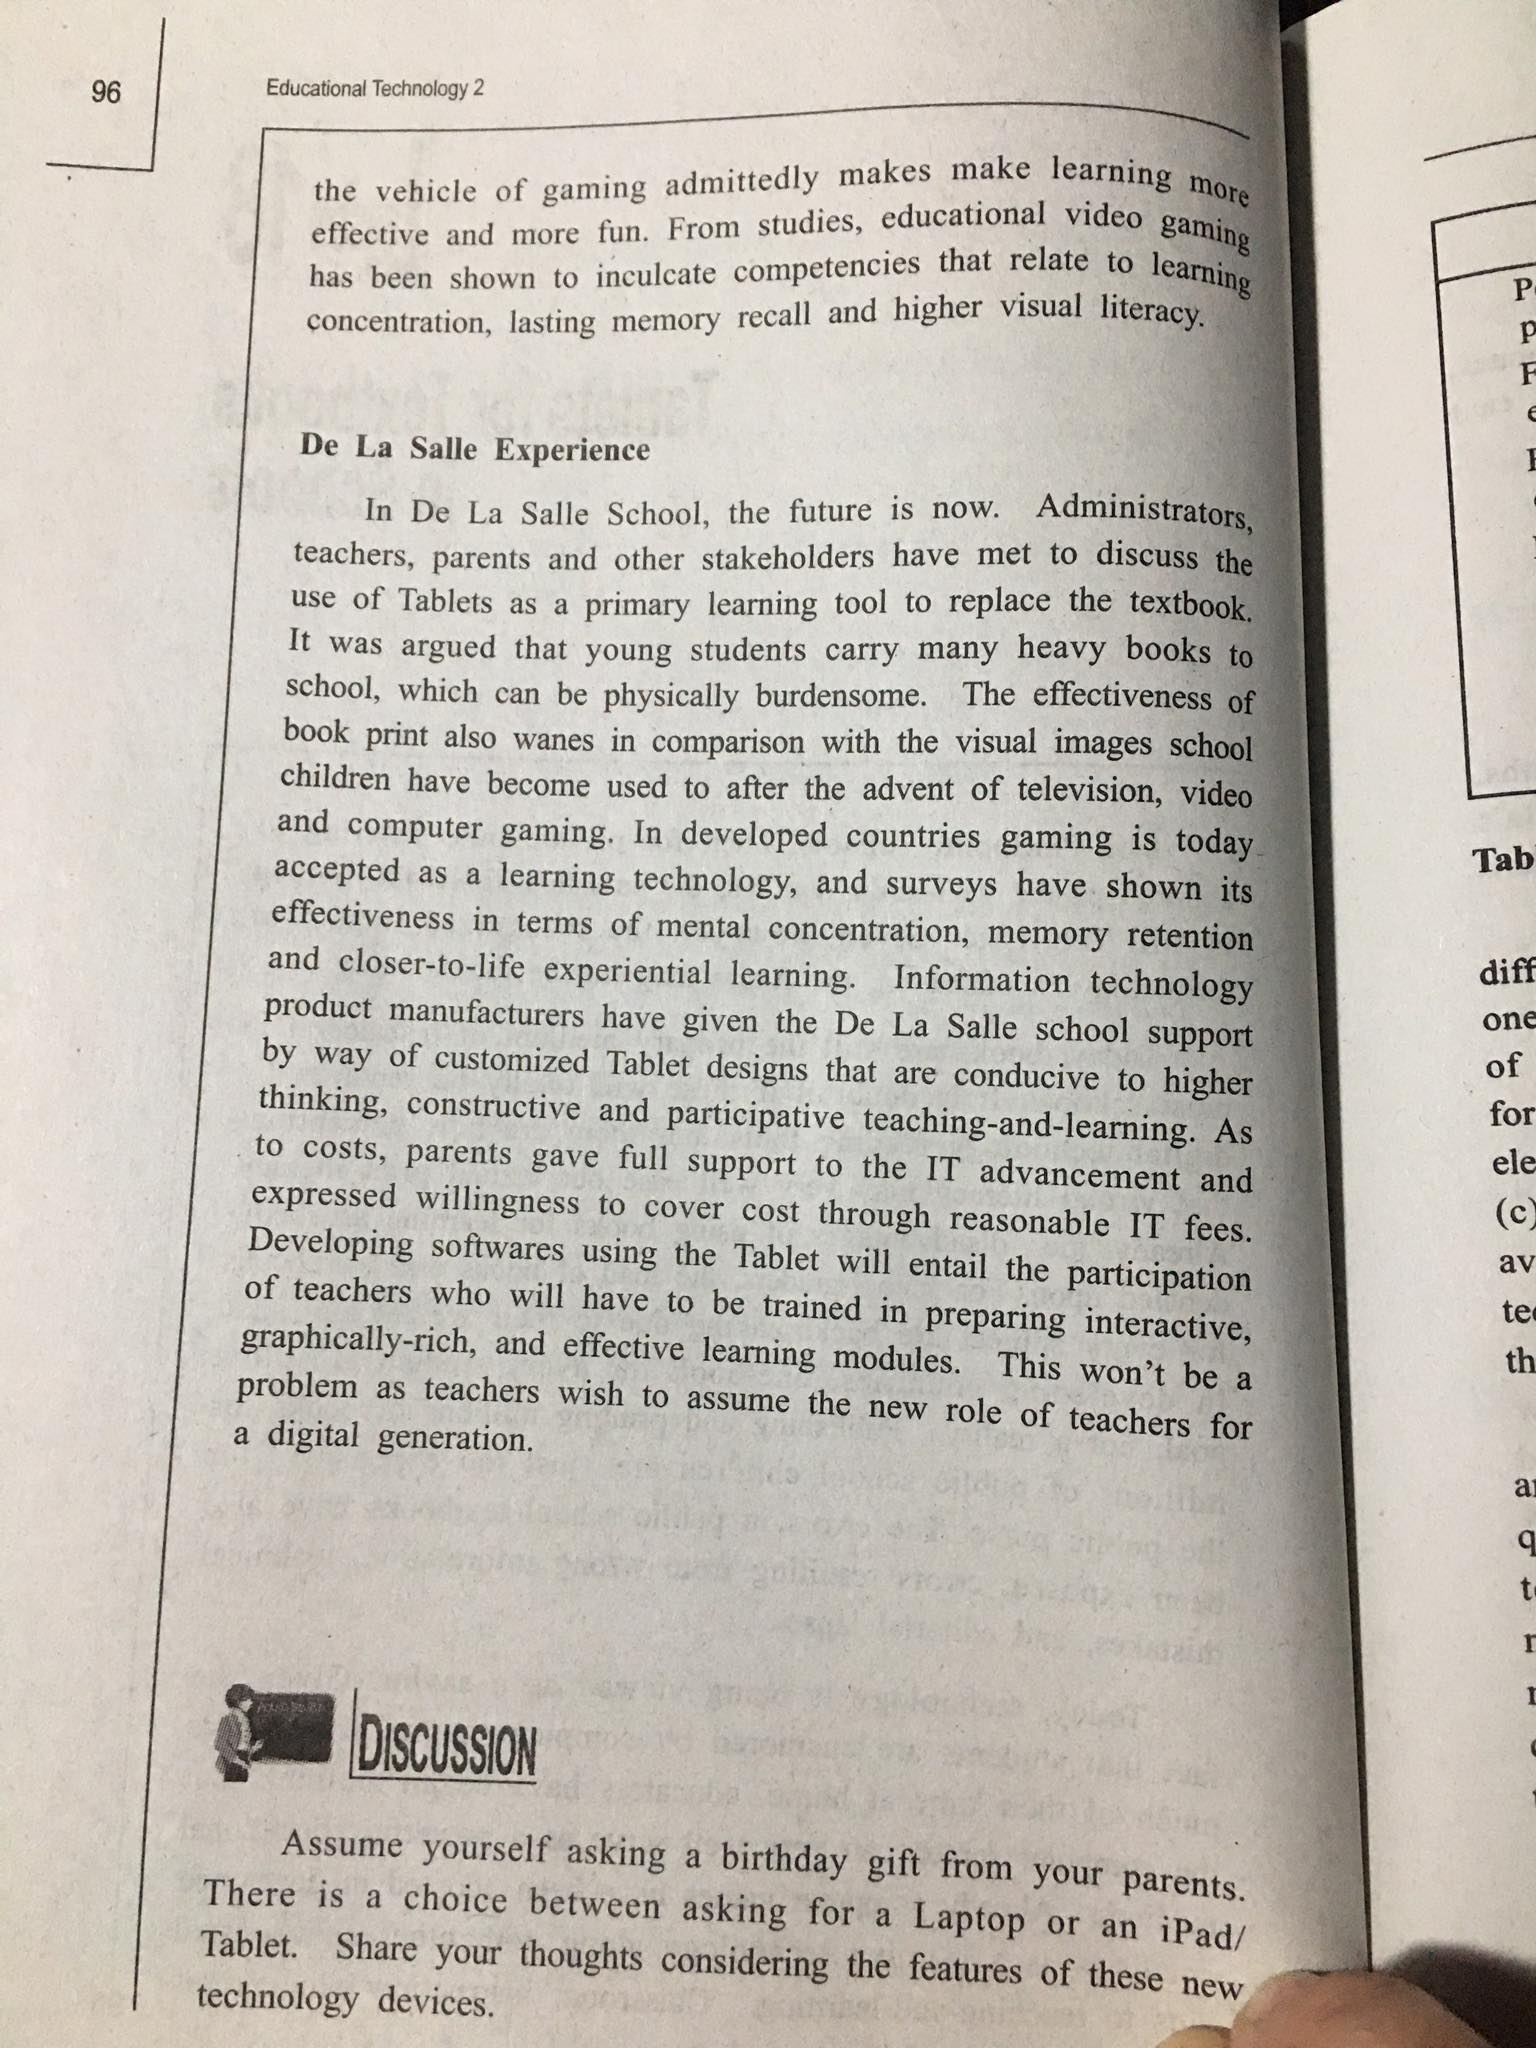 96
Educational Technology 2
the vehicle of gaming admittedly makes make learning more
effective and more fun. From studies, educational video gaming
has been shown to inculcate competencies that relate to learning
concentration, lasting memory recall and higher visual literacy.
De La Salle Experience
In De La Salle School, the future is now. Administrators,
teachers, parents and other stakeholders have met to discuss the
use of Tablets as a primary learning tool to replace the textbook.
It was argued that young students carry many heavy books to
school, which can be physically burdensome. The effectiveness of
book print also wanes in comparison with the visual images school
children have become used to after the advent of television, video
and computer gaming. In developed countries gaming is today
accepted as a learning technology, and surveys have shown its
effectiveness in terms of mental concentration, memory retention
and closer-to-life experiential learning. Information technology
product manufacturers have given the De La Salle school support
by way of customized Tablet designs that are conducive to higher
thinking, constructive and participative teaching-and-learning. As
to costs, parents gave full support to the IT advancement and
expressed willingness to cover cost through reasonable IT fees.
Developing softwares using the Tablet will entail the participation
of teachers who will have to be trained in preparing interactive,
graphically-rich, and effective learning modules. This won't be a
problem as teachers wish to assume the new role of teachers for
a digital generation.
DISCUSSION
Assume yourself asking a birthday gift from your parents.
There is a choice between asking for a Laptop or an iPad/
Tablet. Share your thoughts considering the features of these new
technology devices.
Tab
diff
one
of
for
ele
(c)
av
th